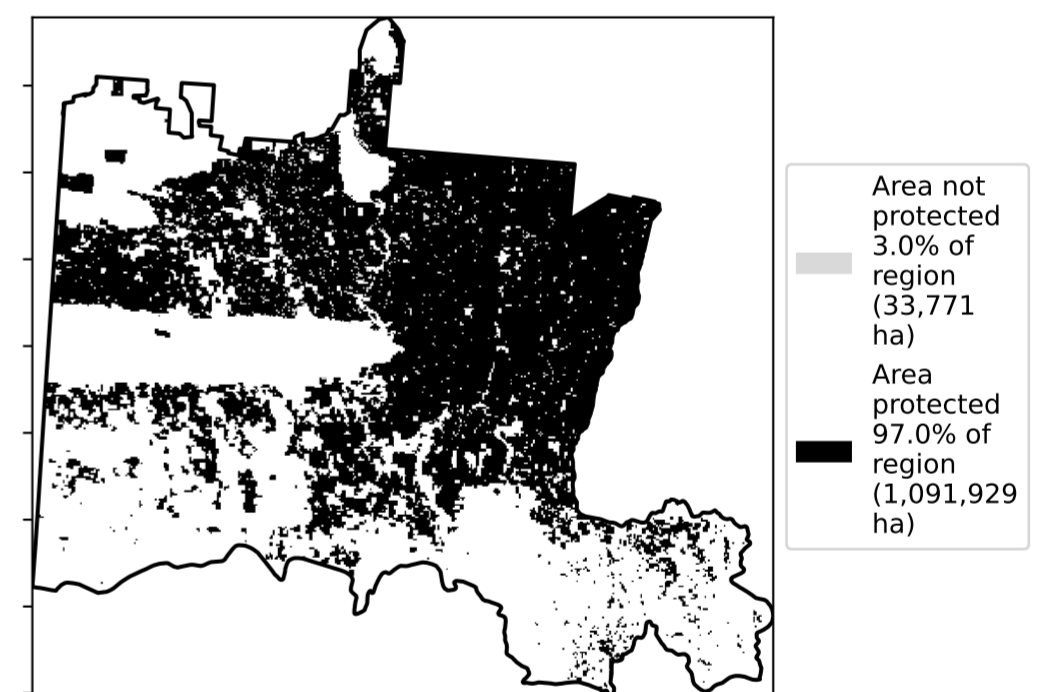 Area not
protected
3.0% of
region
(33,771
ha)
Area
protected
97.0% of
region
(1,091,929
ha)